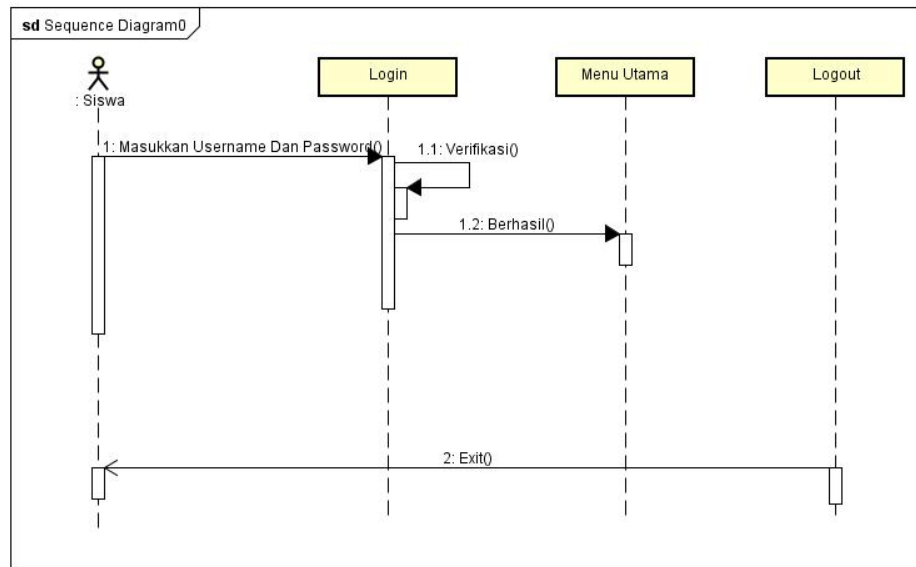 sd Sequence Diagram0
: Siswa
Login
Menu Utama
Logout
1: Masukkan Username Dan Password()
1.1: Verifikasi()
1.2: Berhasil()
2: Exit()